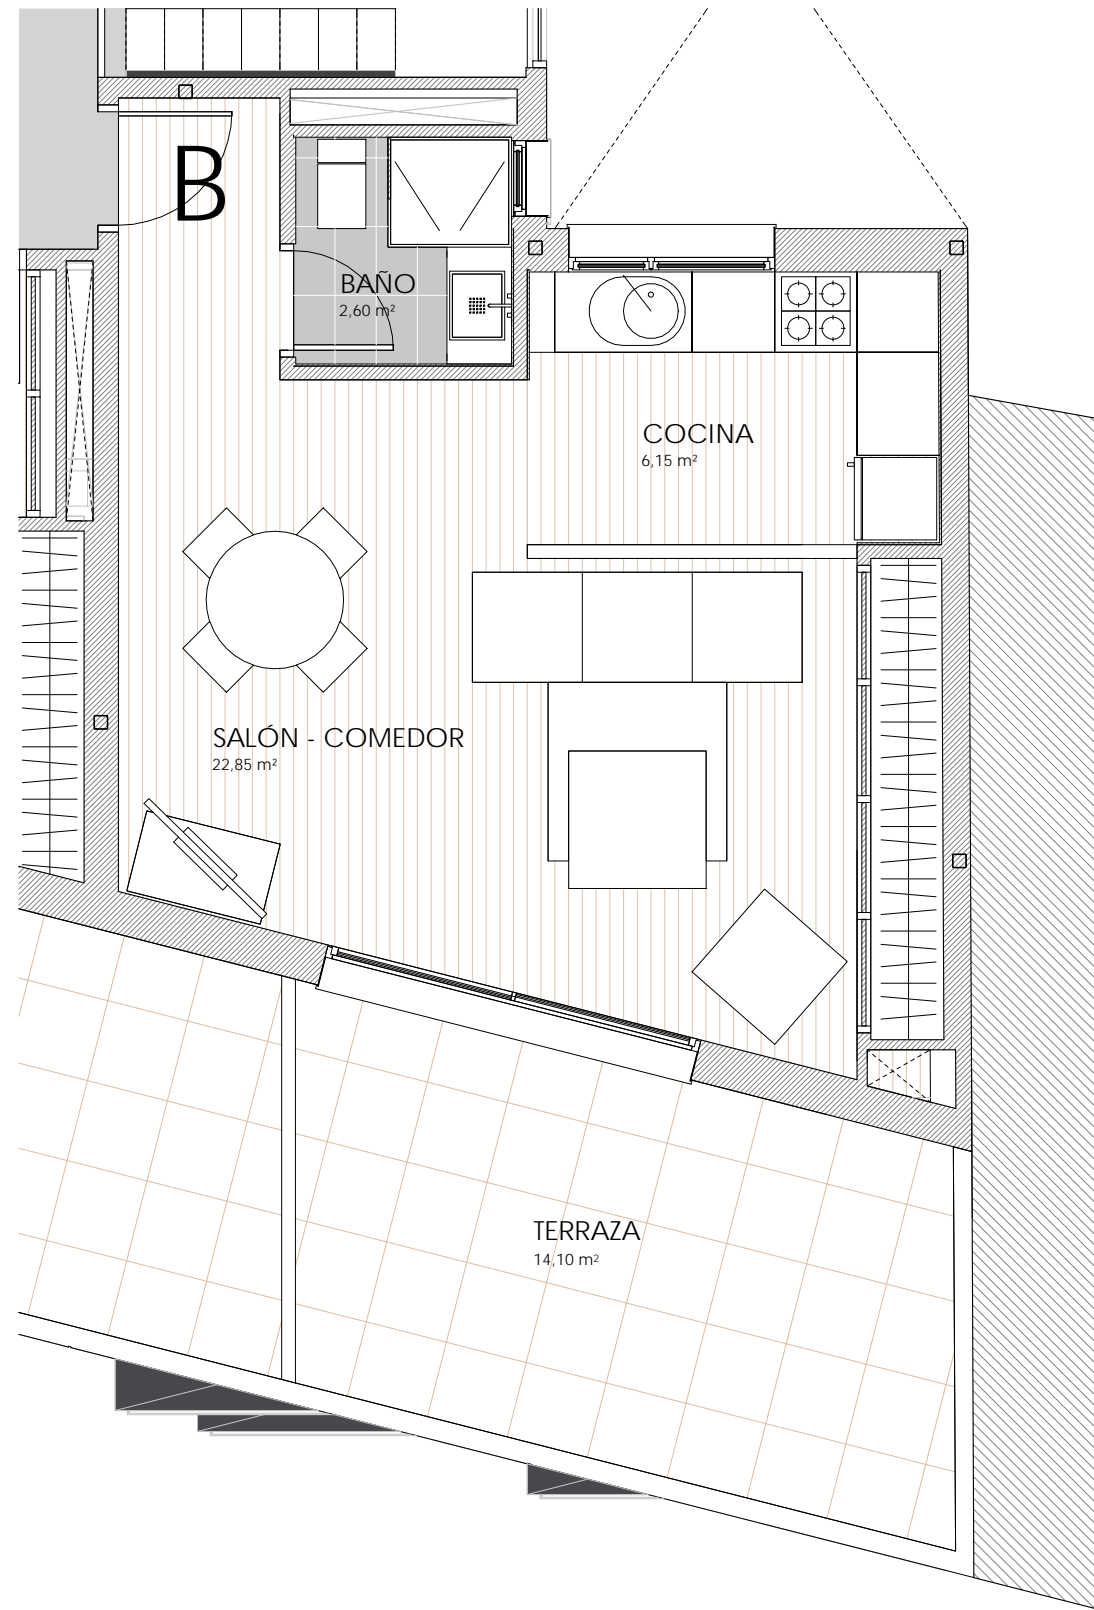 B
BAÑO
2,60 m²
COCINA
6,15 m²
SALÓN - COMEDOR
22,85 m²
TERRAZA
14,10 m²